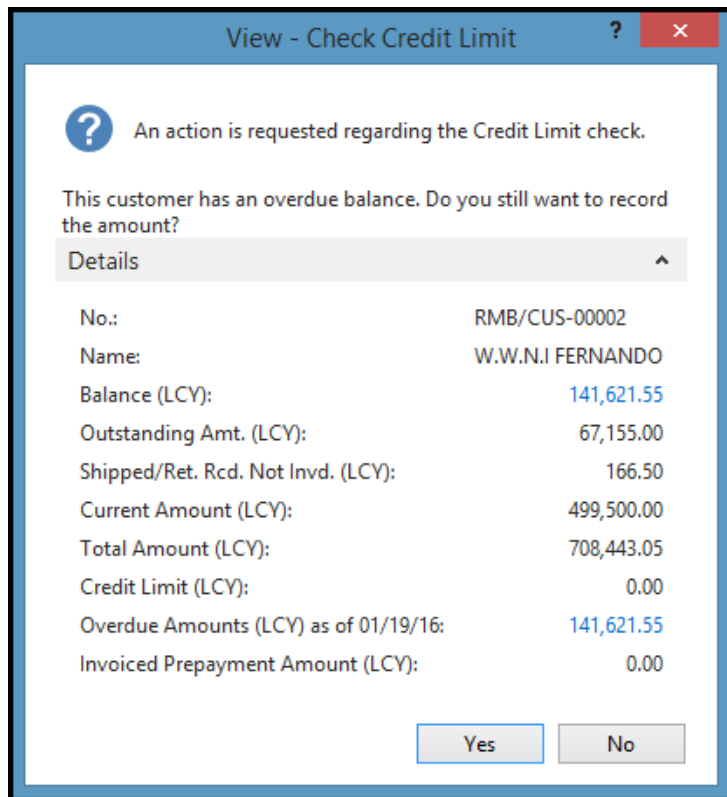 View - Check Credit Limit
?
An action is requested regarding the Credit Limit check.
This customer has an overdue balance. Do you still want to record
the amount?
Details
No.: RMB/CUS-00002
Name: W.W.N.I FERNANDO
Balance (LCY): 141,621.55
Outstanding Amt. (LCY): 67,155.00
Shipped/Ret. Rcd. Not Invd. (LCY): 166.50
Current Amount (LCY): 499,500.00
Total Amount (LCY): 708,443.05
Credit Limit (LCY): 0.00
Overdue Amounts (LCY) as of 01/19/16: 141,621.55
Invoiced Prepayment Amount (LCY): 0.00
Yes No